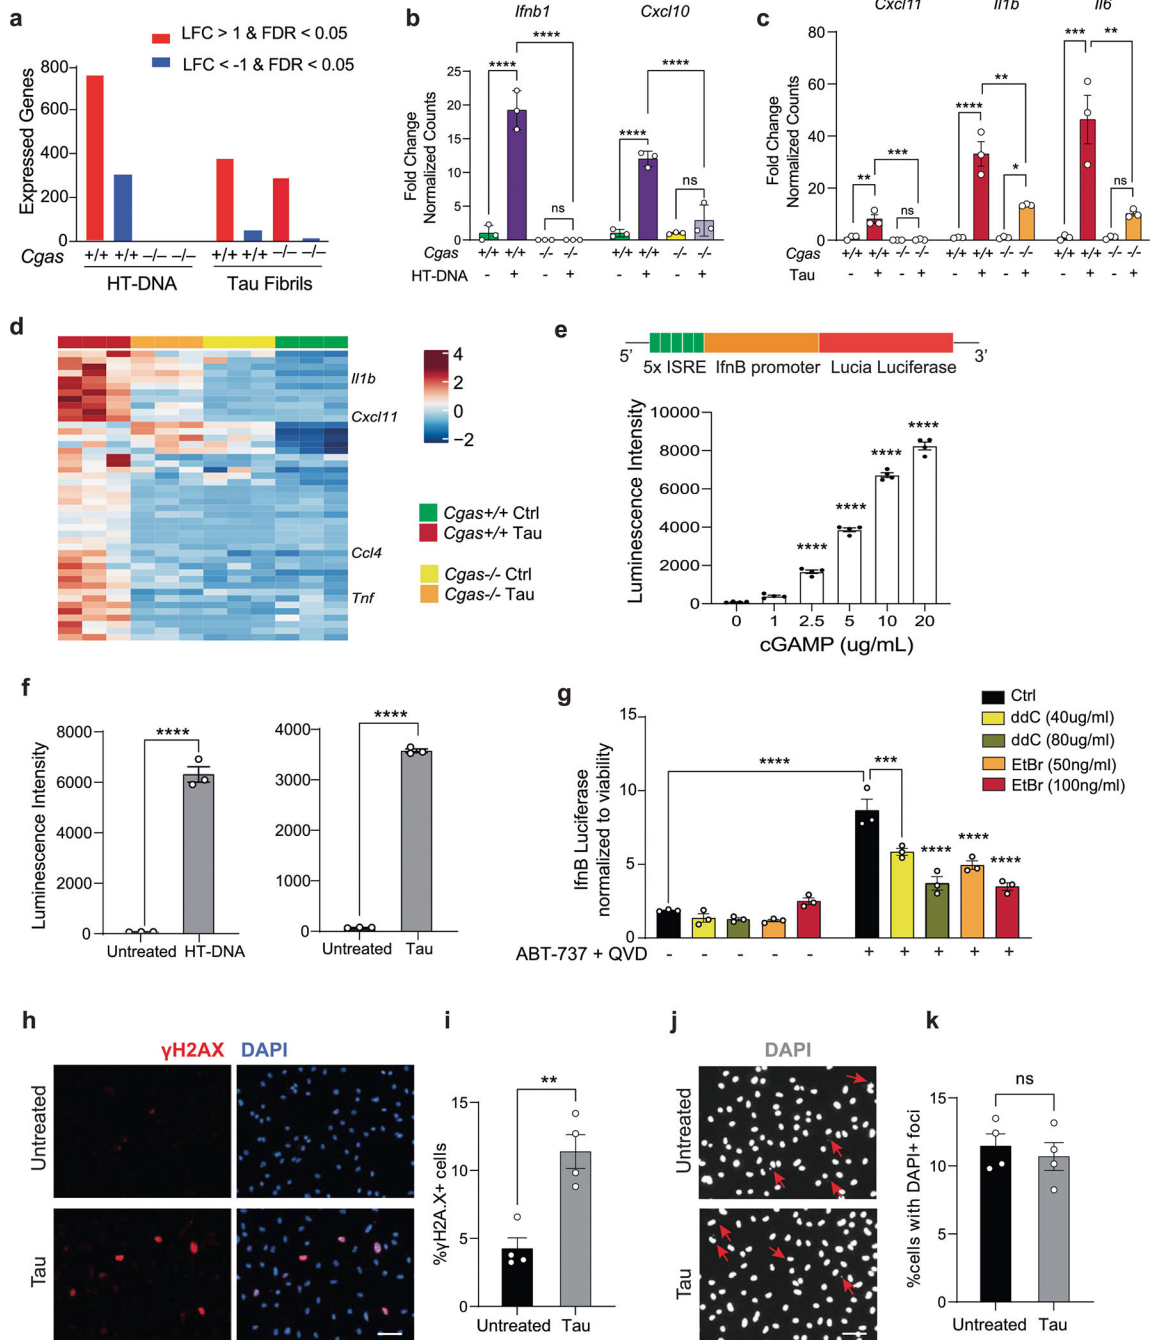 a
LFC > 1 & FDR < 0.05
LFC < -1 & FDR < 0.05
Expressed Genes
800
600
400
200
0
Cgas +/+ +/+ –/– –/– +/+ +/+ –/– –/–
HT-DNA Tau Fibrils
b
Ifnb1 Cxcl10
Fold Change
Normalized Counts
25
20
15
10
5
0
**** **** ns **** **** ns
Cgas +/+ +/+ -/- -/- +/+ +/+ -/- -/-
HT-DNA - + - + - + - +
c
Cxcl11 Il1b Il6
Fold Change
Normalized Counts
80
60
40
20
0
** *** ns **** ** * *** ** ns
Cgas +/+ +/+ -/- -/- +/+ +/+ -/- -/- +/+ +/+ -/- -/-
Tau - + - + - + - + - + - +
d
Il1b
Cxcl11
Ccl4
Tnf
4
2
0
−2
Cgas+/+ Ctrl
Cgas+/+ Tau
Cgas-/- Ctrl
Cgas-/- Tau
e
5' 3'
5x ISRE IfnB promoter Lucia Luciferase
Luminescence Intensity
10000
8000
6000
4000
2000
0
**** **** **** ****
0 1 2.5 5 10 20
cGAMP (ug/mL)
f
Luminescence Intensity
8000
6000
4000
2000
0
****
Untreated HT-DNA
4000
3000
2000
1000
0
****
Untreated Tau
g
Ctrl
ddC (40ug/ml)
ddC (80ug/ml)
EtBr (50ng/ml)
EtBr (100ng/ml)
IfnB Luciferase
normalized to viability
15
10
5
0
**** *** **** **** ****
ABT-737 + QVD - - - - - + + + + +
h
γH2AX DAPI
Untreated
Tau
i
%γH2A.X+ cells
15
10
5
0
**
Untreated Tau
j
DAPI
Untreated
Tau
k
%cells with DAPI+ foci
15
10
5
0
ns
Untreated Tau